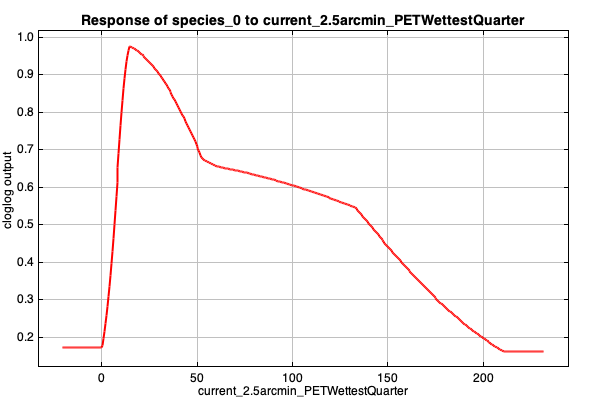 Response of species_0 to current_2.5arcmin_PETWettestQuarter
1.0
0.9
0.8
0.7
0.6
0.5
0.4
0.3
0.2
cloglog output
0 50 100 150 200
current_2.5arcmin_PETWettestQuarter